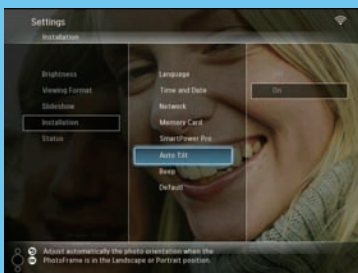 Settings
Installation
Brightness
Viewing Format
Slideshow
Installation
Status
Language
Time and Date
Network
Memory Card
SmartPower Pro
Auto Tilt
Beep
Default
Off
On
Adjust automatically the photo orientation when the
PhotoFrame is in the Landscape or Portrait position.